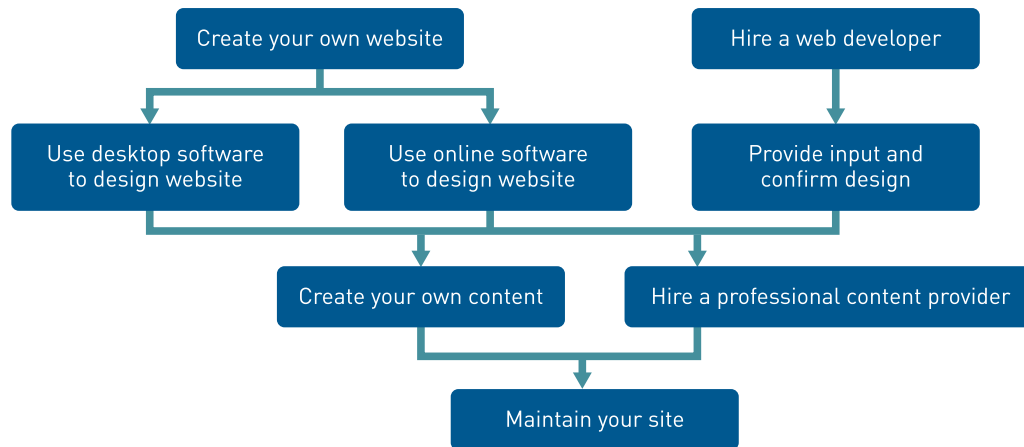 Create your own website
Hire a web developer
Use desktop software
to design website
Use online software
to design website
Provide input and
confirm design
Create your own content
Hire a professional content provider
Maintain your site